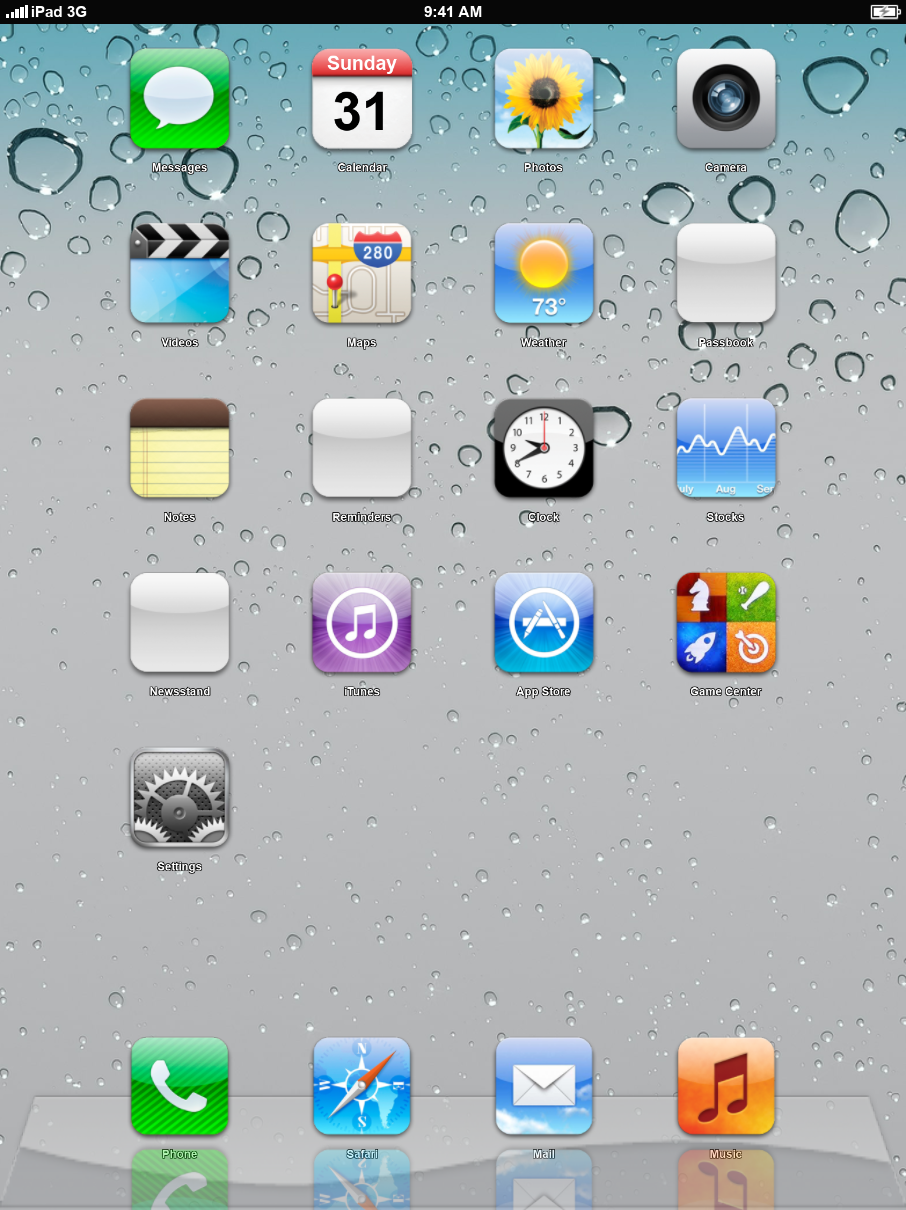 iPad 3G 9:41 AM
Sunday
31
Messages Calendar Photos Camera
280
73°
Videos Maps Weather Passbook
11 12 1
10 2
9 3
8 4
7 6 5
July Aug Sep
Notes Reminders Clock Stocks
Newsstand iTunes App Store Game Center
Settings
N
W E
S
Phone Safari Mail Music